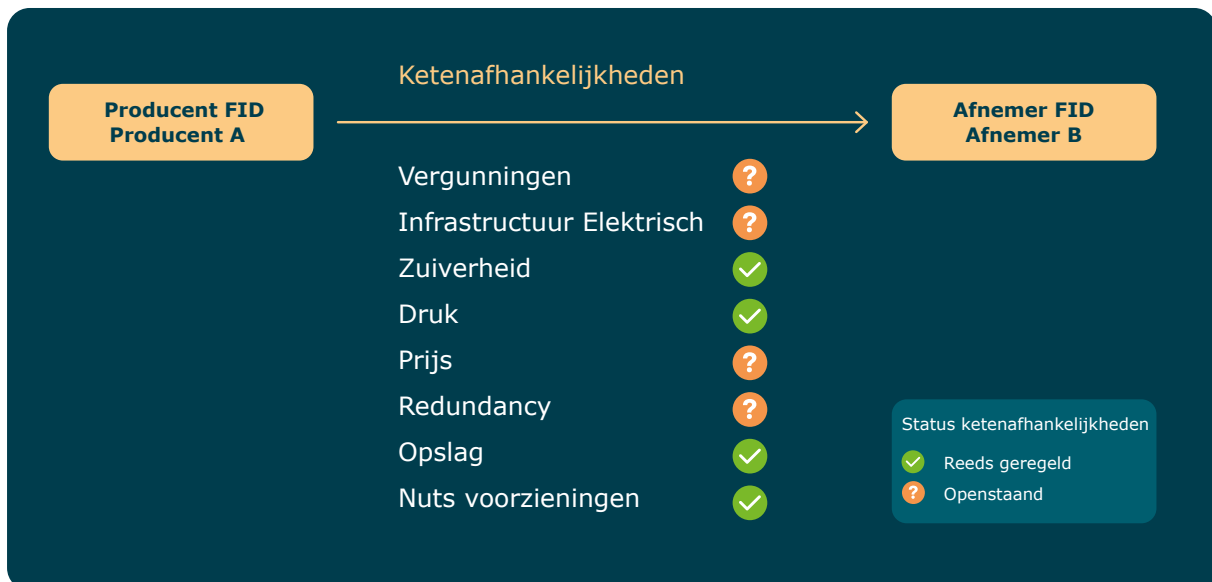 Ketenafhankelijkheden
Producent FID
Producent A
Afnemer FID
Afnemer B
Vergunningen ?
Infrastructuur Elektrisch ?
Zuiverheid
Druk
Prijs ?
Redundancy ?
Opslag
Nuts voorzieningen
Status ketenafhankelijkheden
Reeds geregeld
? Openstaand